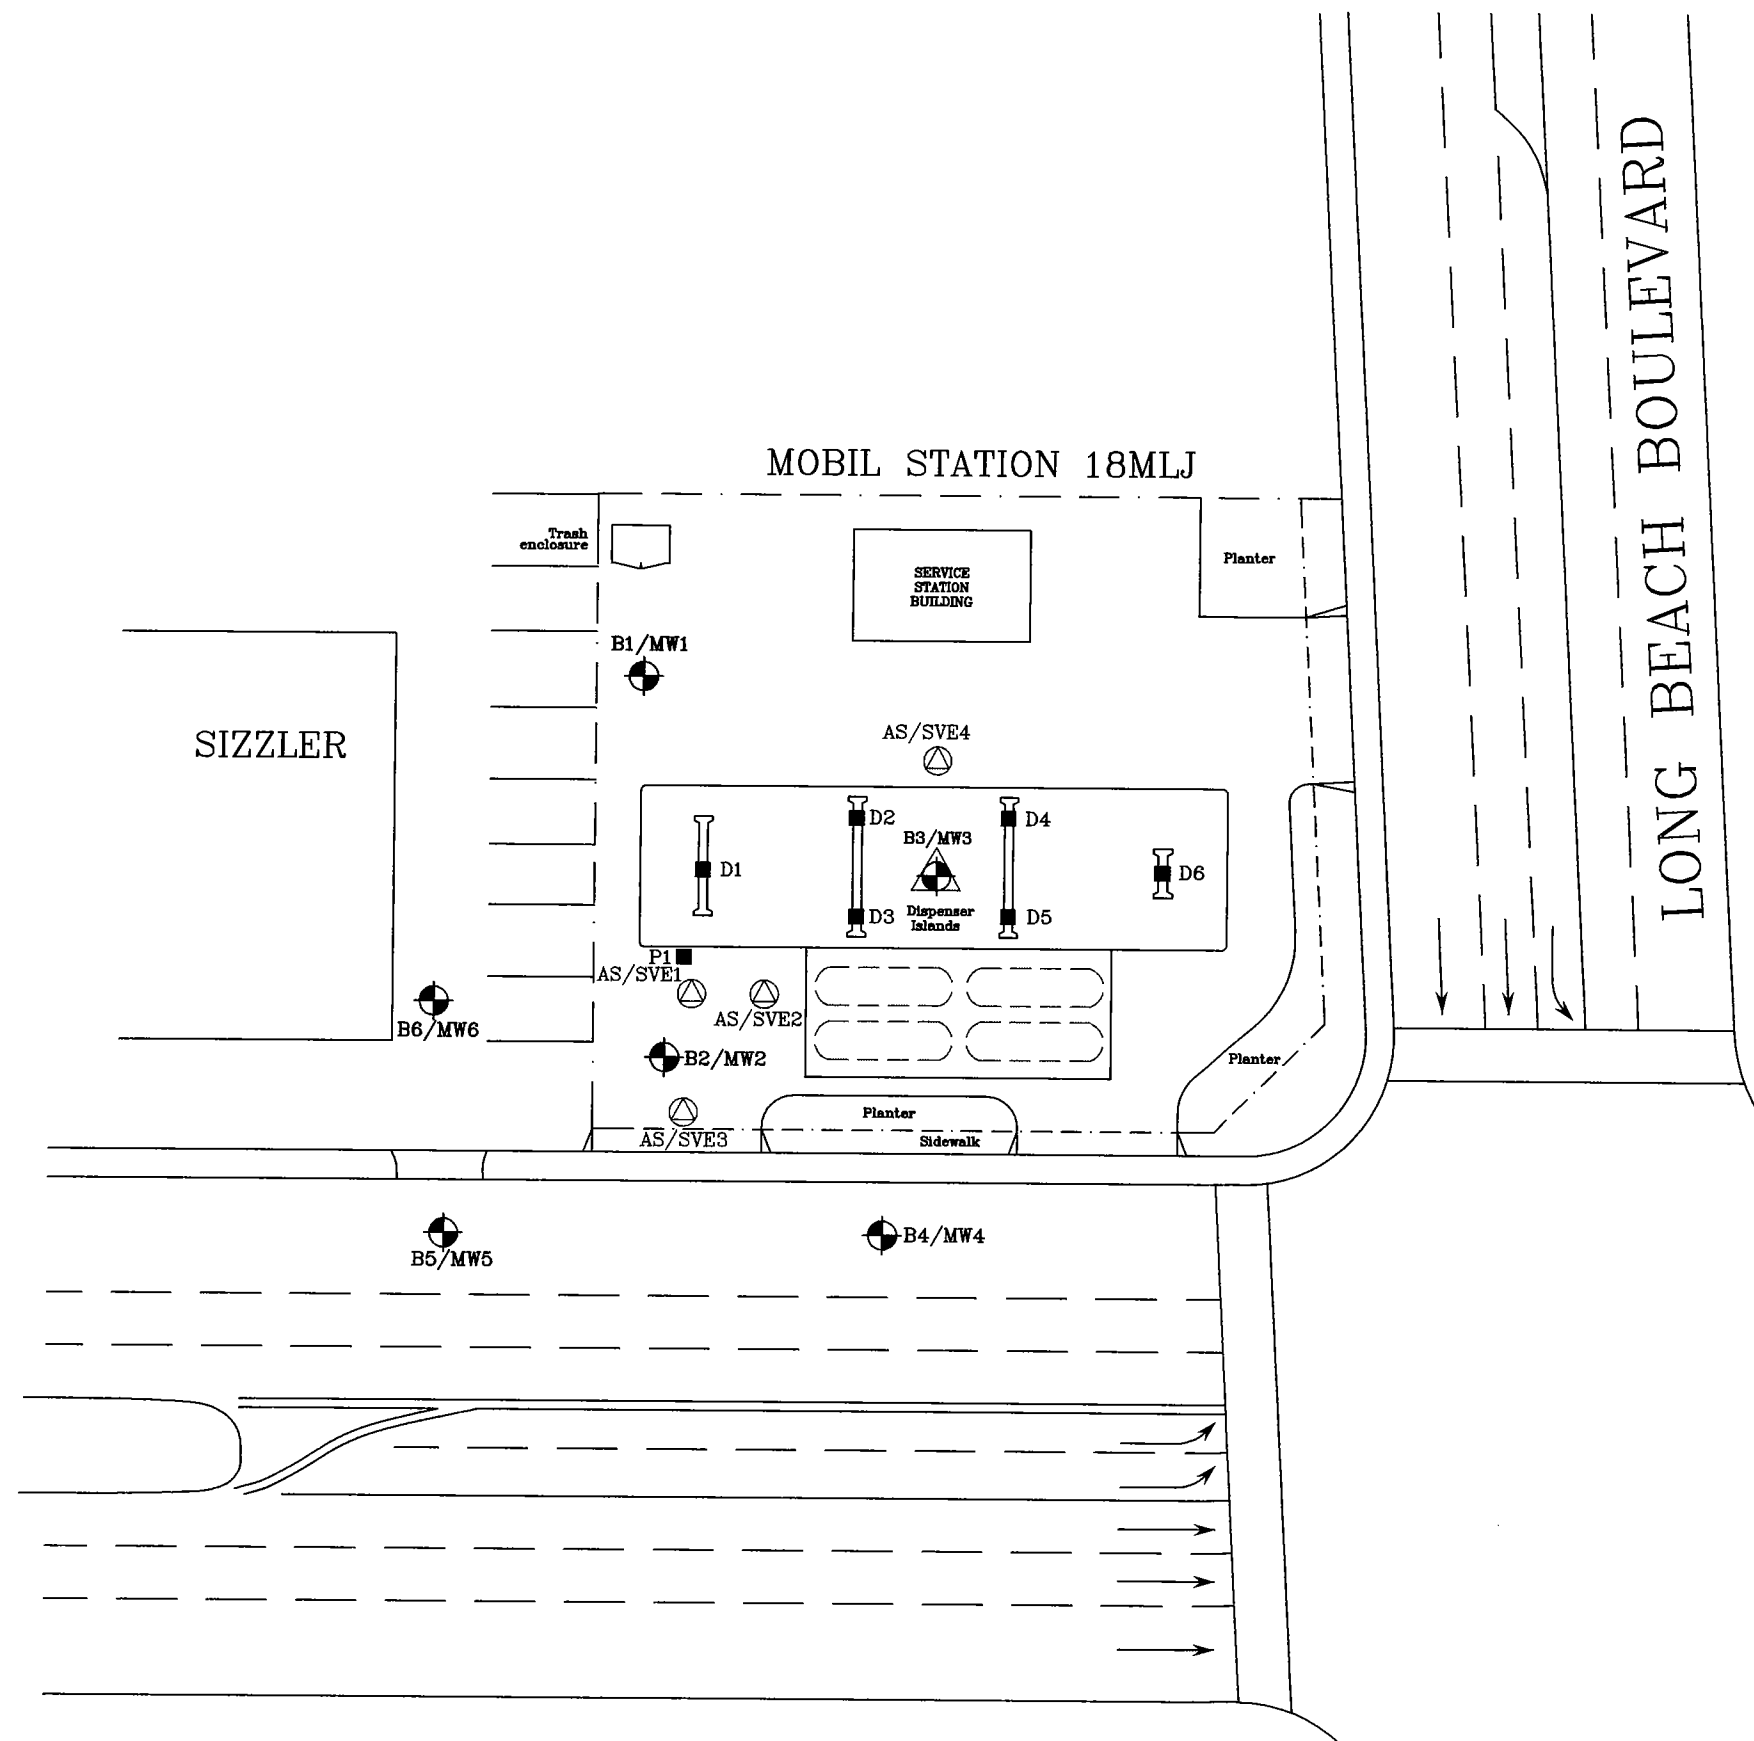 LONG BEACH BOULEVARD
MOBIL STATION 18MLJ
Trash
enclosure
SERVICE
STATION
BUILDING
Planter
B1/MW1
SIZZLER
AS/SVE4
D2
D4
B3/MW3
D1
D6
D3
Dispenser
Islands
D5
P1
AS/SVE1
AS/SVE2
B6/MW6
B2/MW2
Planter
Planter
AS/SVE3
Sidewalk
B5/MW5
B4/MW4